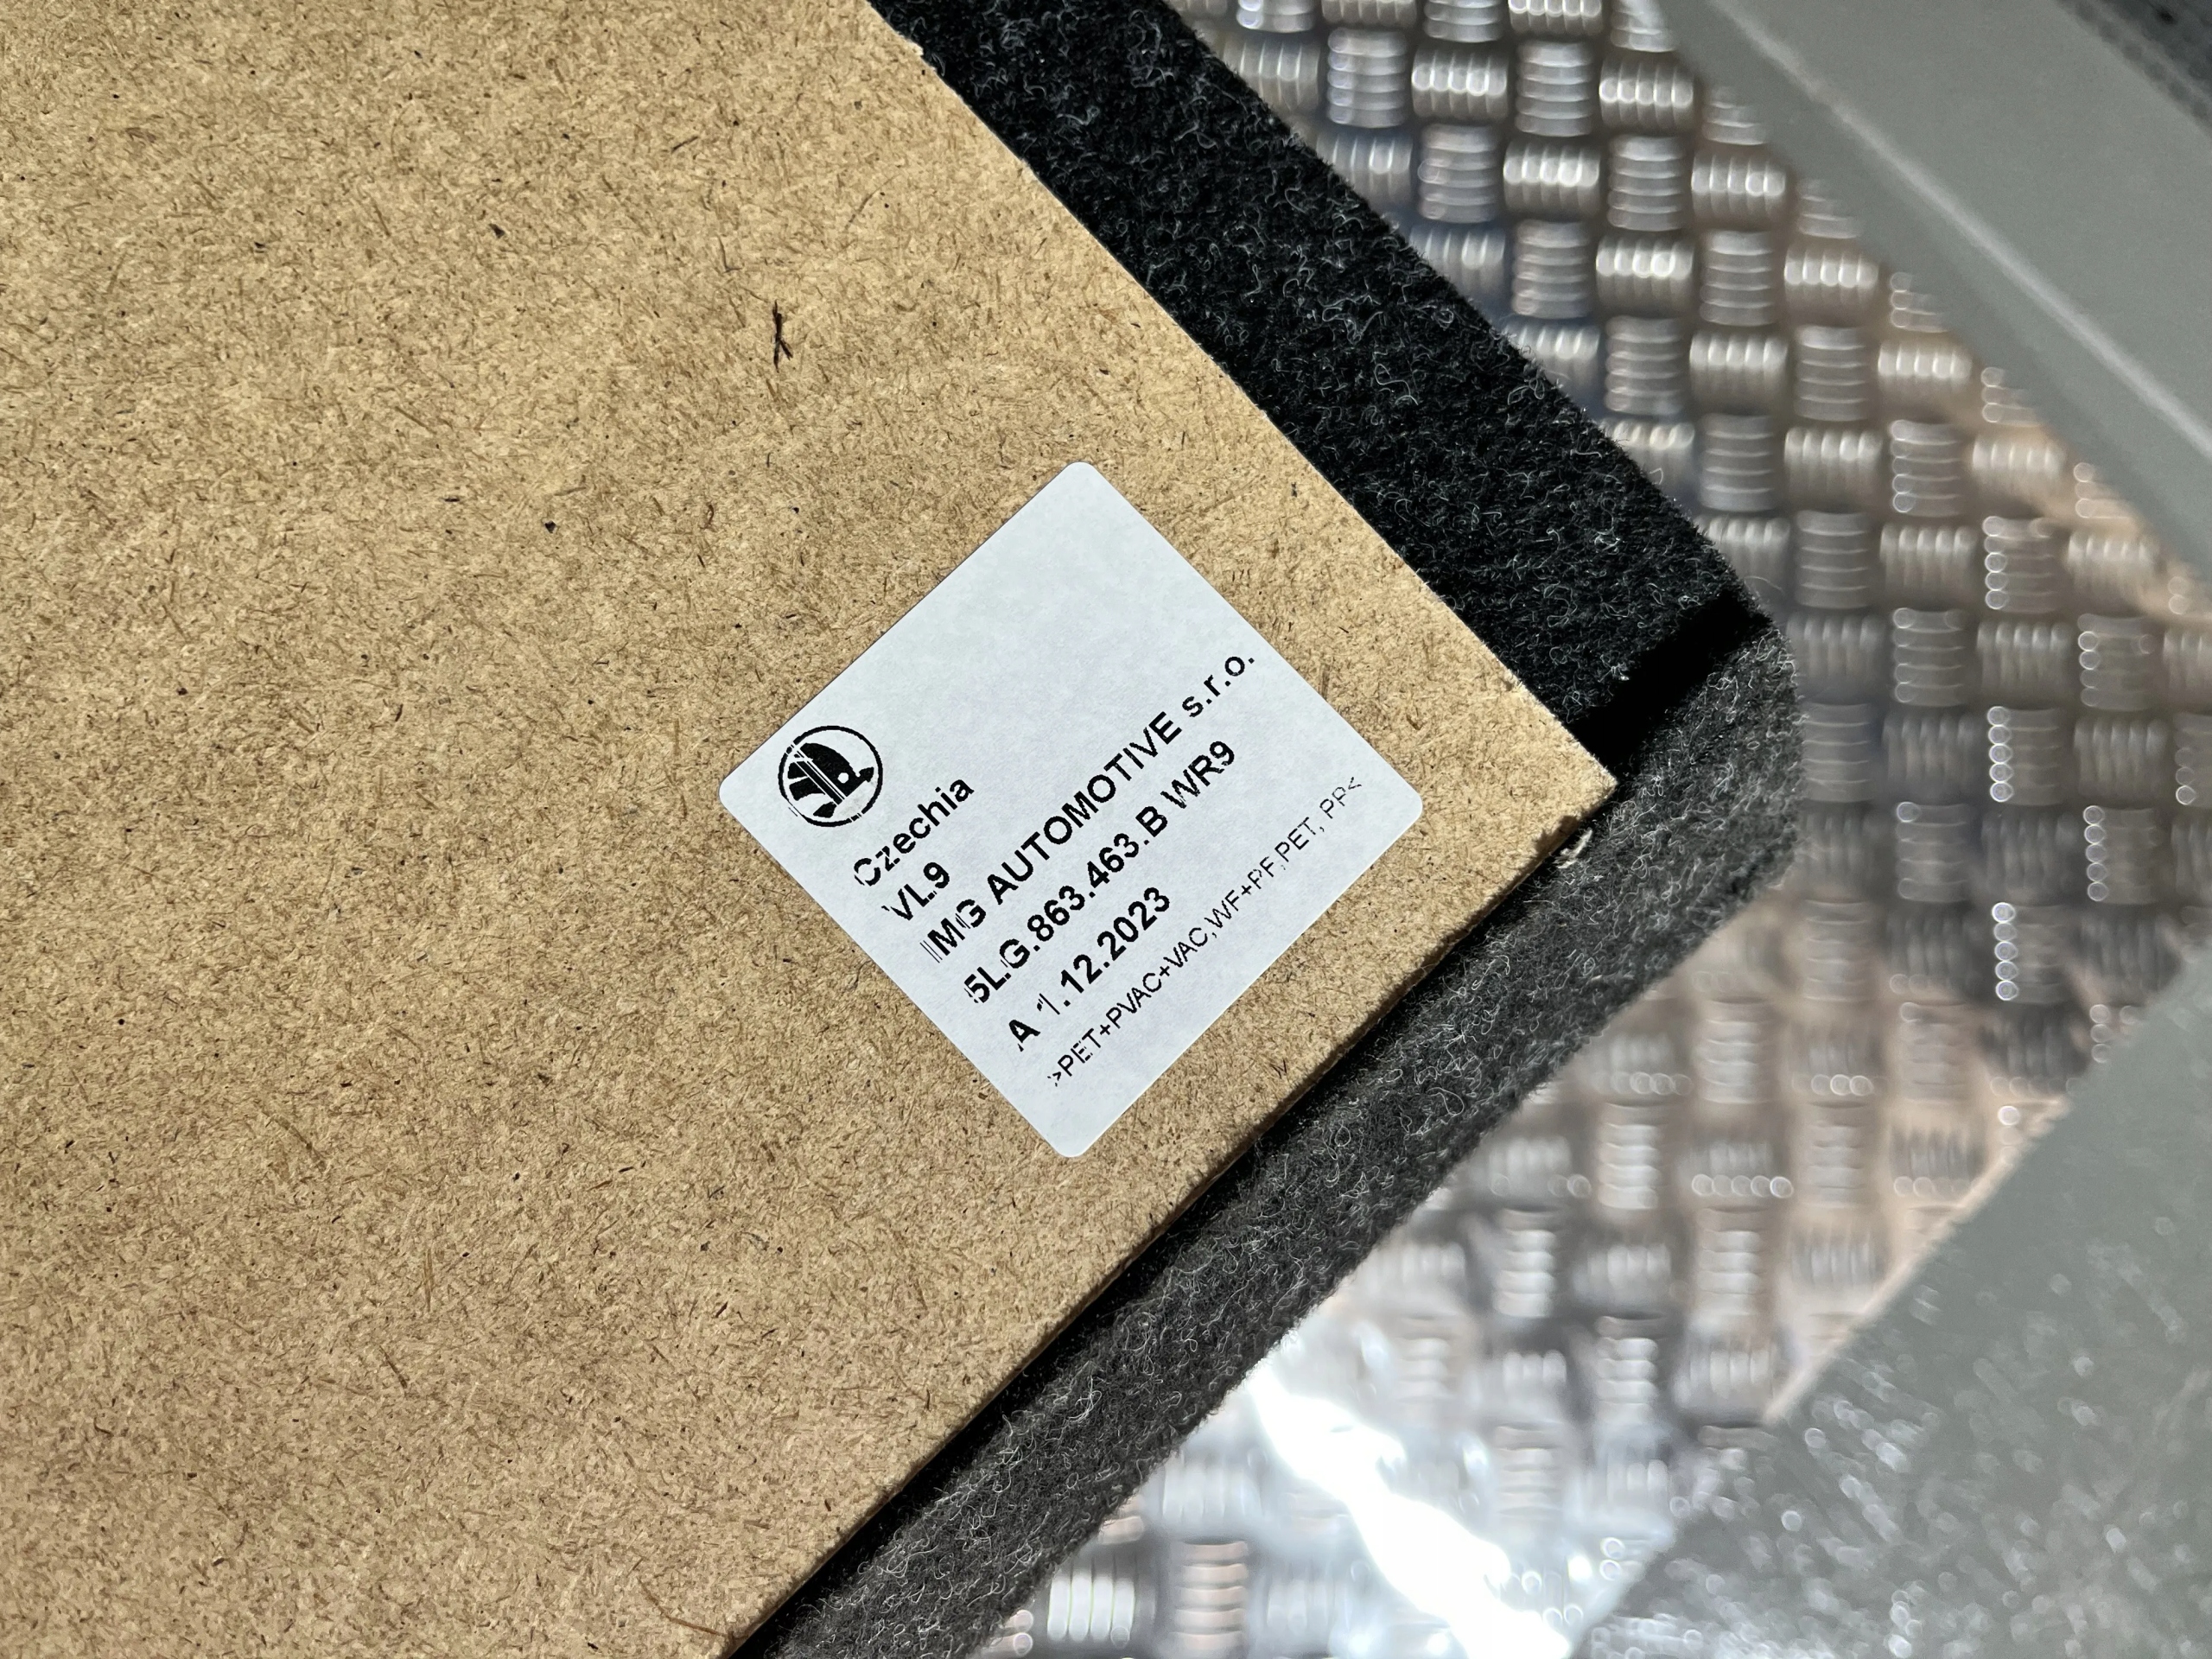 Czechia
VL9
IMG AUTOMOTIVE s.r.o.
5LG.863.463.B WR9
A 1.12.2023
>PET+PVAC+VAC,WF+PF,PET, PP<